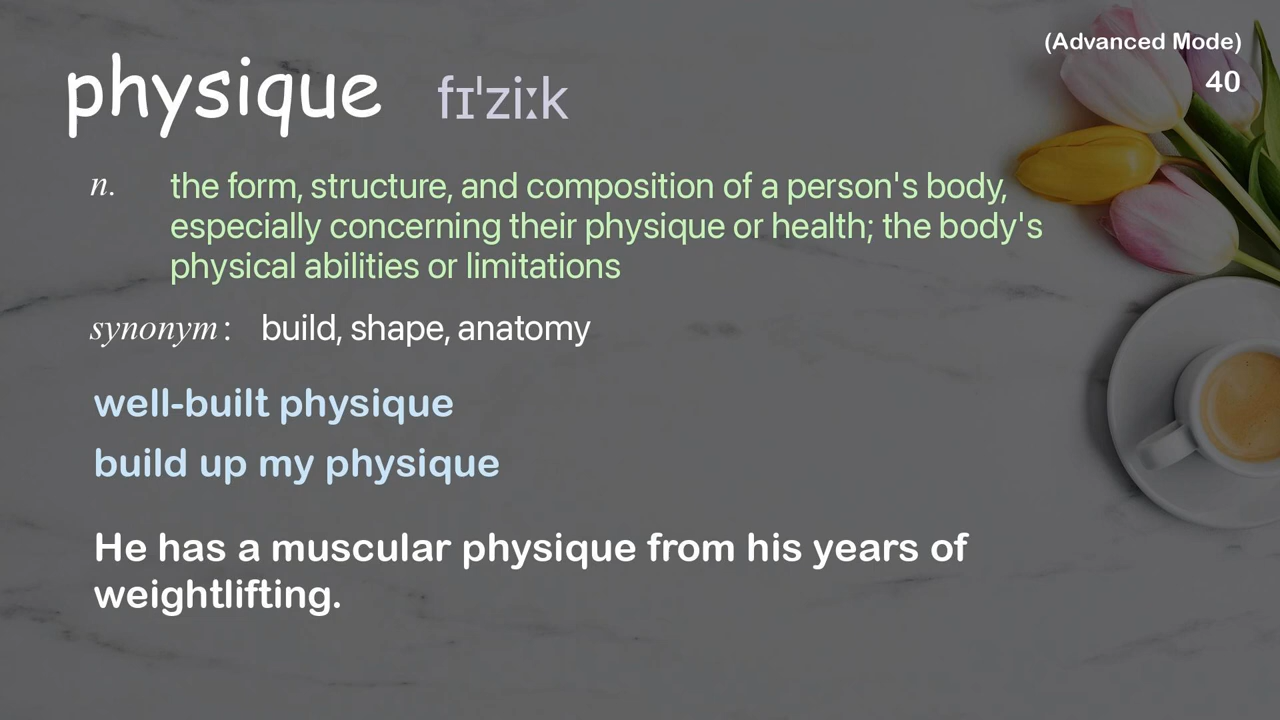 (Advanced Mode)
40
physique fɪˈziːk
n. the form, structure, and composition of a person's body,
especially concerning their physique or health; the body's
physical abilities or limitations
synonym: build, shape, anatomy
well-built physique
build up my physique
He has a muscular physique from his years of
weightlifting.